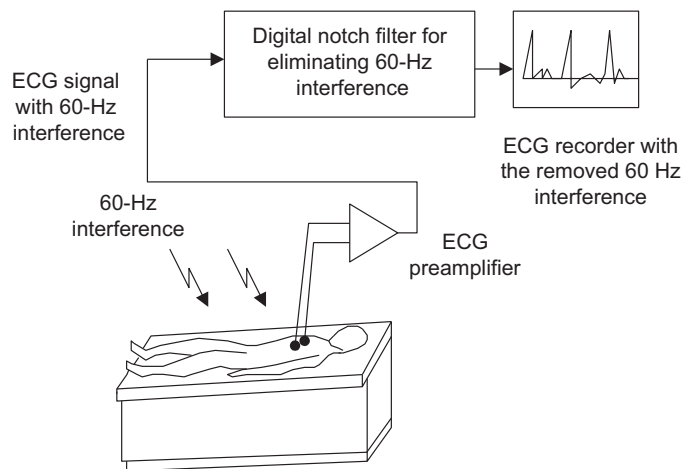 Digital notch filter for
eliminating 60-Hz
interference
ECG signal
with 60-Hz
interference
ECG recorder with
the removed 60 Hz
interference
60-Hz
interference
ECG
preamplifier